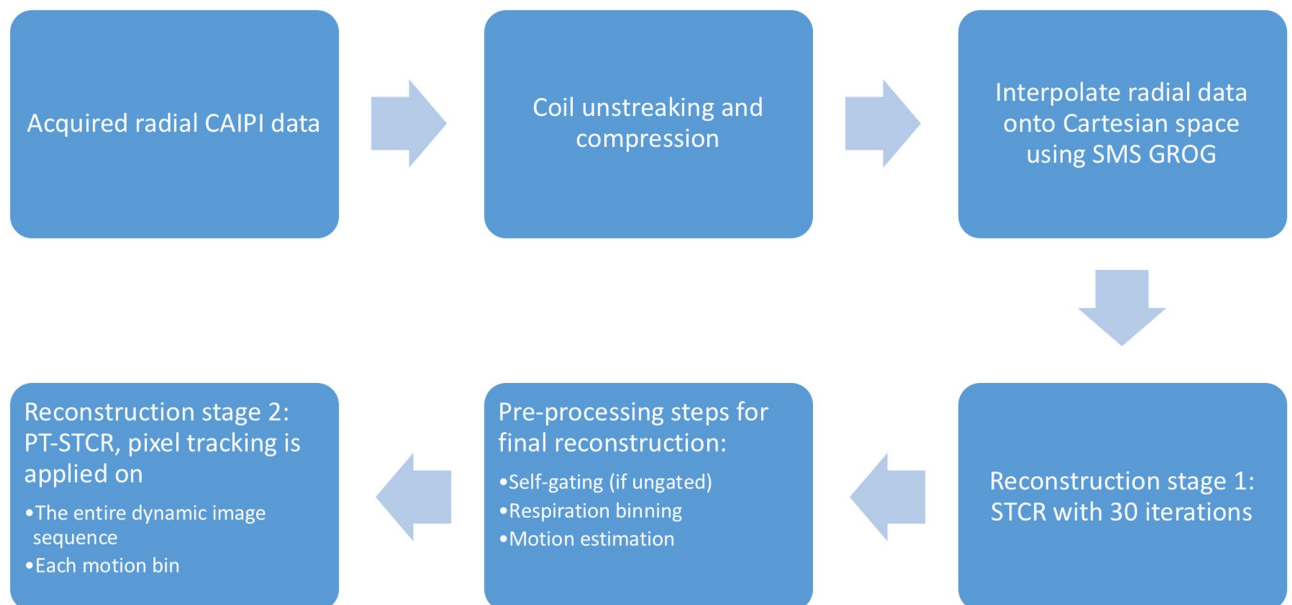 Acquired radial CAIPI data
Coil unstreaking and
compression
Interpolate radial data
onto Cartesian space
using SMS GROG
Reconstruction stage 1:
STCR with 30 iterations
Pre-processing steps for
final reconstruction:
•Self-gating (if ungated)
•Respiration binning
•Motion estimation
Reconstruction stage 2:
PT-STCR, pixel tracking is
applied on
•The entire dynamic image
sequence
•Each motion bin